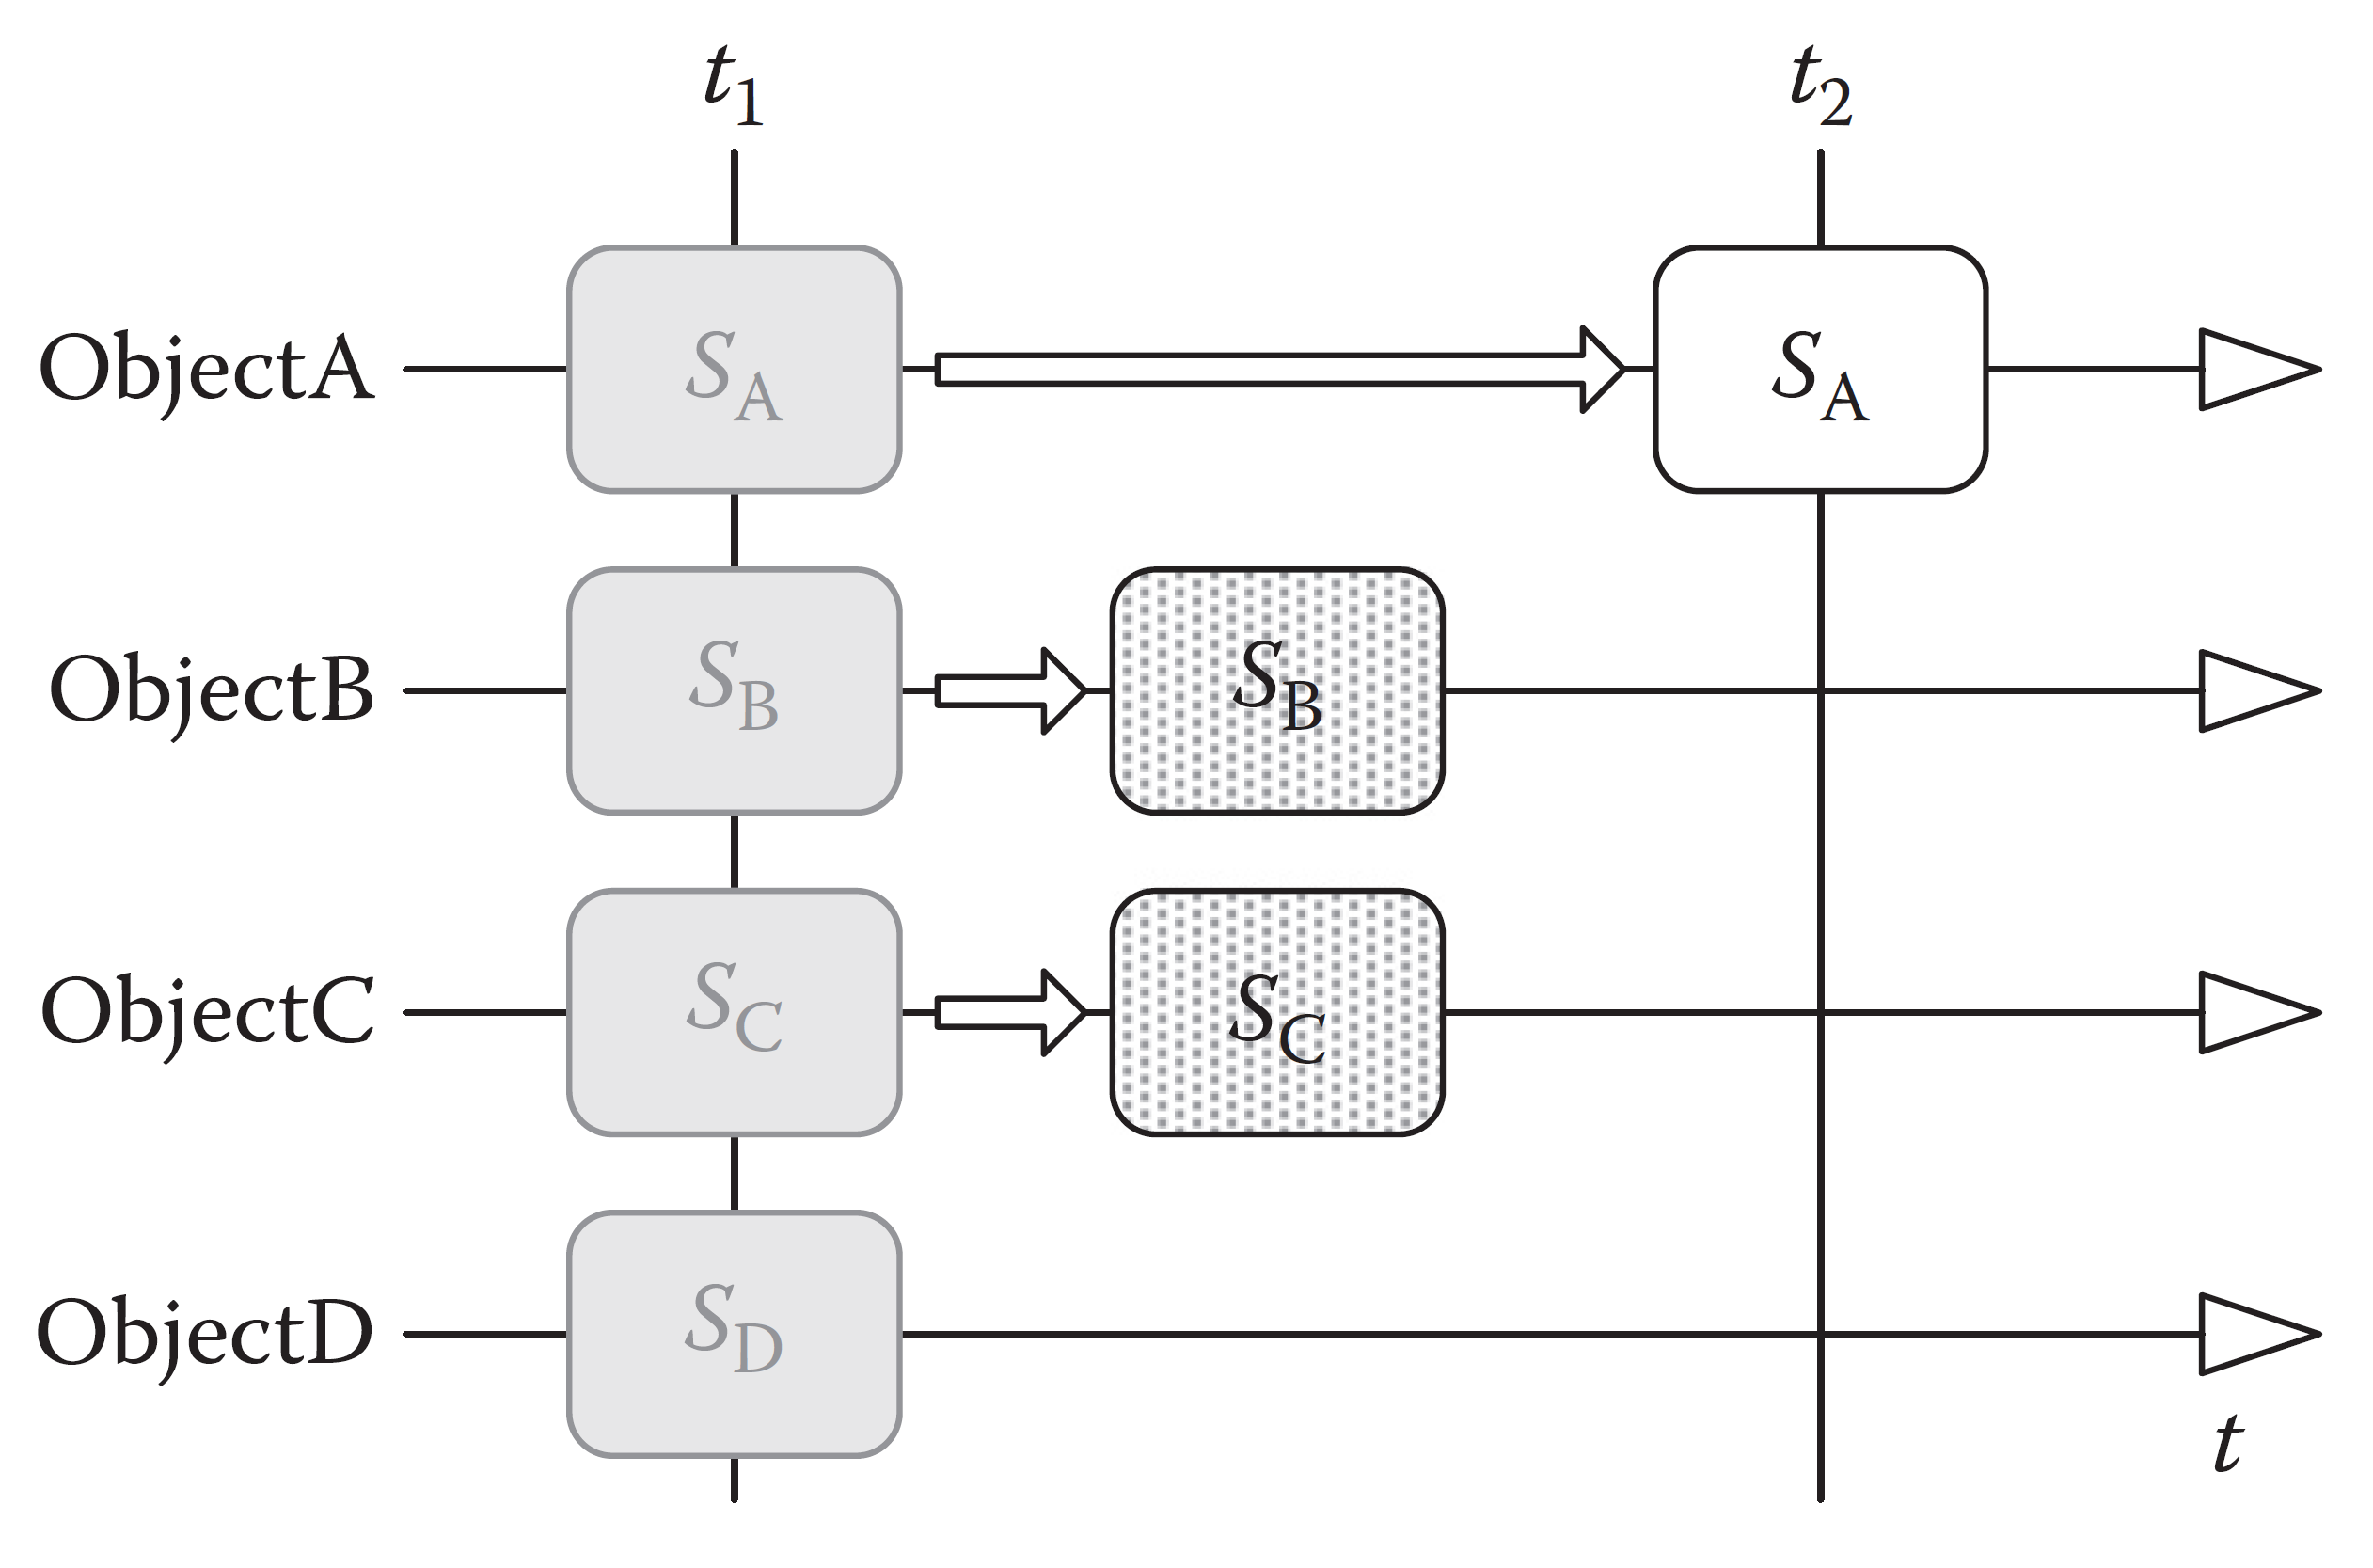 t1 t2
ObjectA SA SA
ObjectB SB SB
ObjectC SC SC
ObjectD SD
t